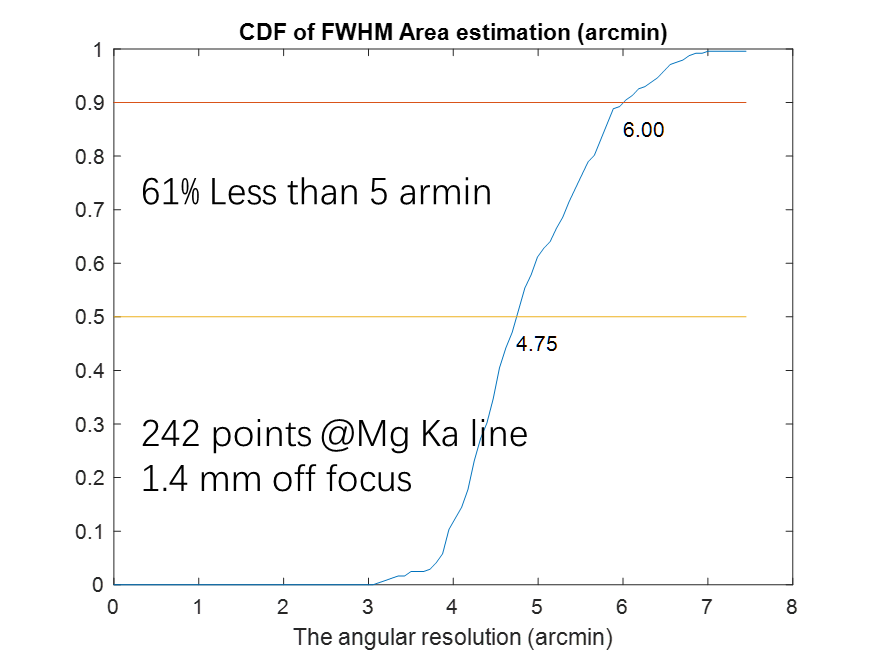 CDF of FWHM Area estimation (arcmin)
1
0.9
6.00
0.8
61% Less than 5 armin
0.7
0.6
0.5
4.75
0.4
0.3
242 points @Mg Ka line
0.2
1.4 mm off focus
0.1
0
0 1 2 3 4 5 6 7 8
The angular resolution (arcmin)